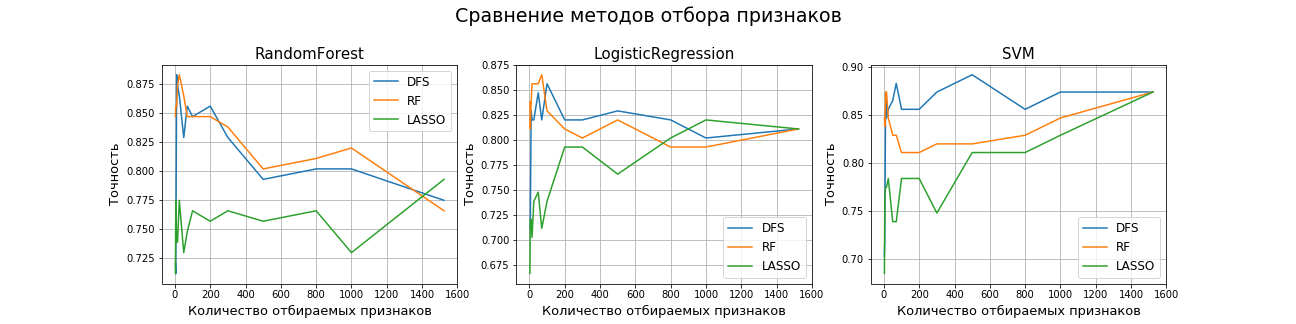 Сравнение методов отбора признаков
RandomForest
Точность
0.875
0.850
0.825
0.800
0.775
0.750
0.725
0 200 400 600 800 1000 1200 1400 1600
Количество отбираемых признаков
DFS
RF
LASSO
LogisticRegression
Точность
0.875
0.850
0.825
0.800
0.775
0.750
0.725
0.700
0.675
0 200 400 600 800 1000 1200 1400 1600
Количество отбираемых признаков
DFS
RF
LASSO
SVM
Точность
0.90
0.85
0.80
0.75
0.70
0 200 400 600 800 1000 1200 1400 1600
Количество отбираемых признаков
DFS
RF
LASSO